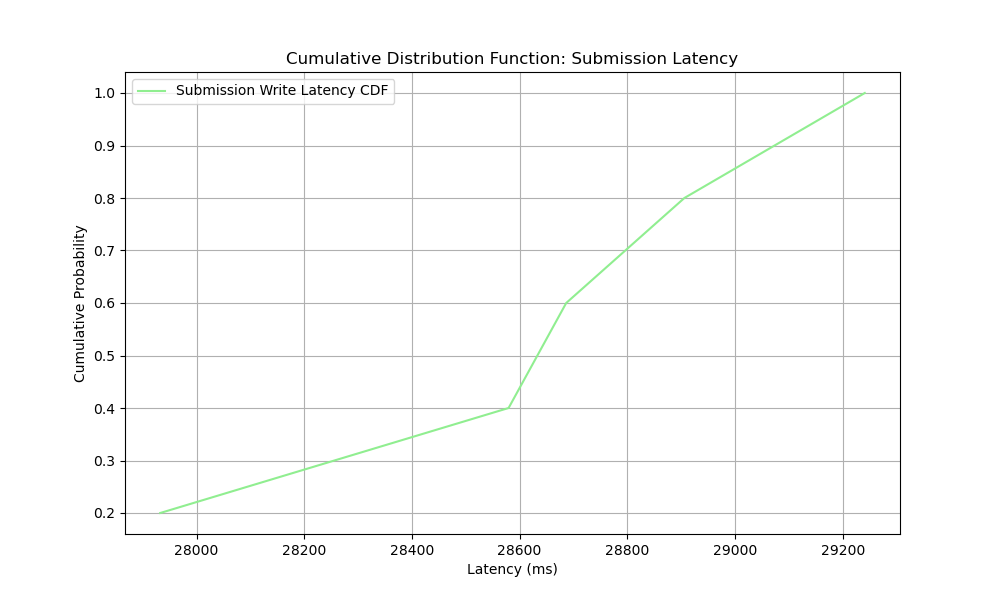 Cumulative Distribution Function: Submission Latency
Submission Write Latency CDF
Cumulative Probability
1.0
0.9
0.8
0.7
0.6
0.5
0.4
0.3
0.2
28000 28200 28400 28600 28800 29000 29200
Latency (ms)